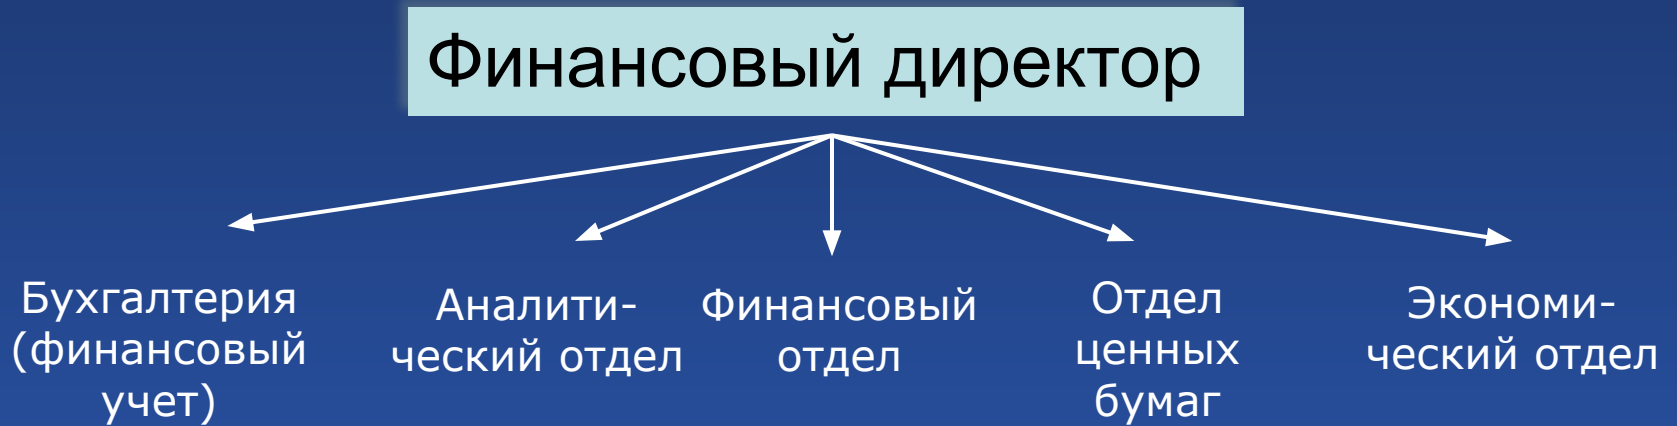 Финансовый директор
Бухгалтерия
(финансовый
учет)
Аналити-
ческий отдел
Финансовый
отдел
Отдел
ценных
бумаг
Экономи-
ческий отдел